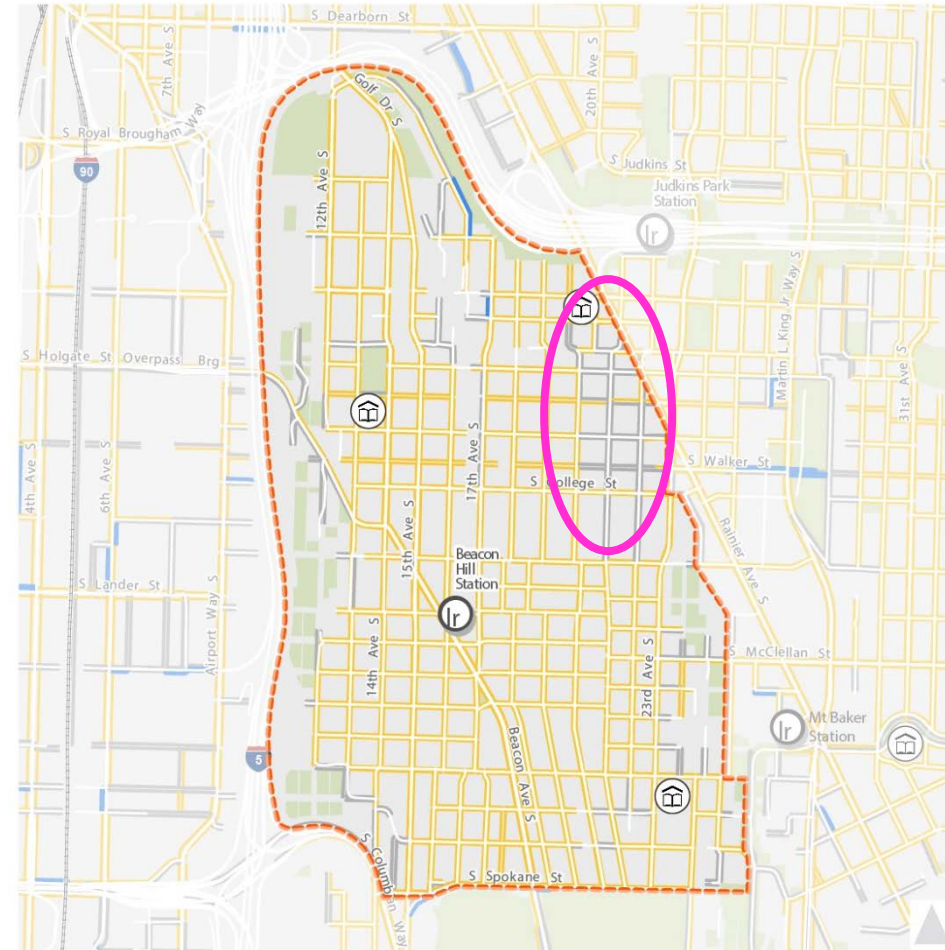 S Dearborn St
7th Ave S
20th Ave S
Golf Dr S
S Royal Brougham Way
90
12th Ave S
S Judkins St
Judkins Park
Station
lr
Martin L King Jr Way S
S Holgate St Overpass Brg
31st Ave S
4th Ave S
6th Ave S
17th Ave S
S Walker St
S College St
15th Ave S
Rainier Ave S
Beacon
Hill
Station
lr
S Lander St
Airport Way S
14th Ave S
23rd Ave S
S McClellan St
lr
Mt Baker
Station
5
Beacon Ave S
S Columbian Way
S Spokane St